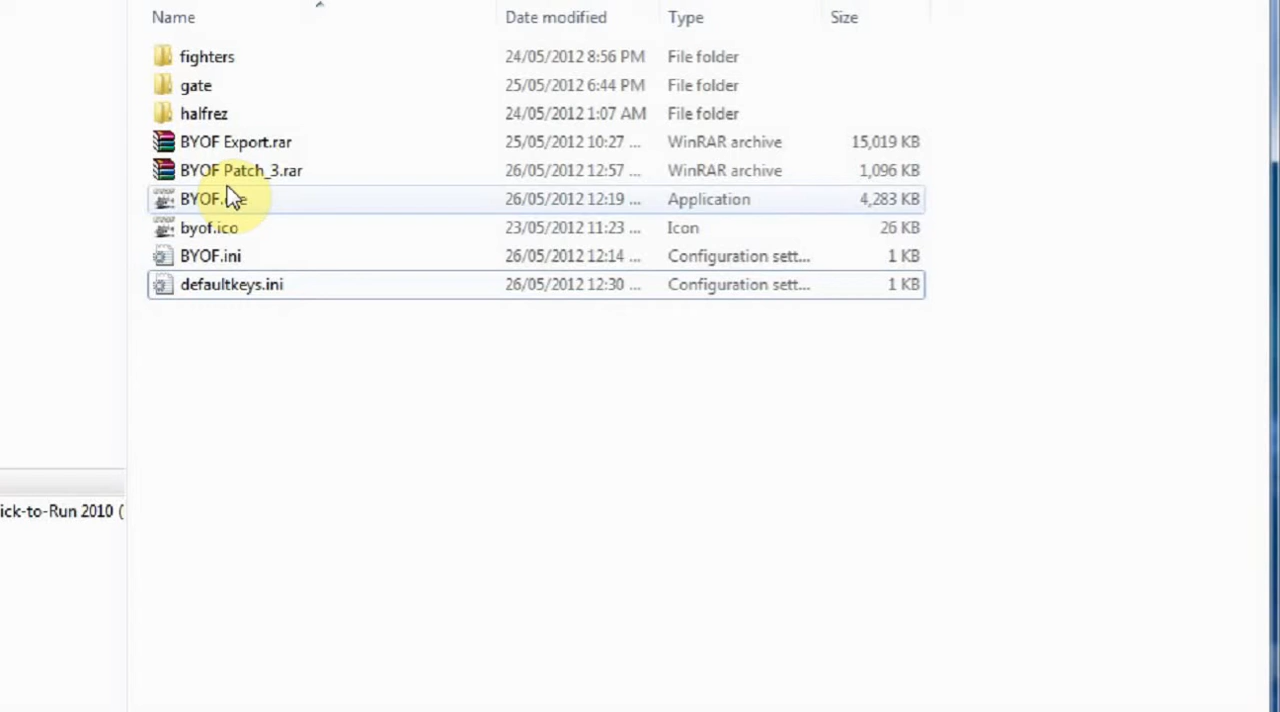 Name Date modified Type Size
fighters 24/05/2012 8:56 PM File folder
gate 25/05/2012 6:44 PM File folder
halfrez 24/05/2012 1:07 AM File folder
BYOF Export.rar 25/05/2012 10:27 ... WinRAR archive 15,019 KB
BYOF Patch_3.rar 26/05/2012 12:57 ... WinRAR archive 1,096 KB
26/05/2012 12:19 ... Application 4,283 KB
byof.ico 23/05/2012 11:23 ... Icon 26 KB
BYOF.ini 26/05/2012 12:14 ... Configuration sett... 1 KB
defaultkeys.ini 26/05/2012 12:30 ... Configuration sett... 1 KB
ick-to-Run 2010 (